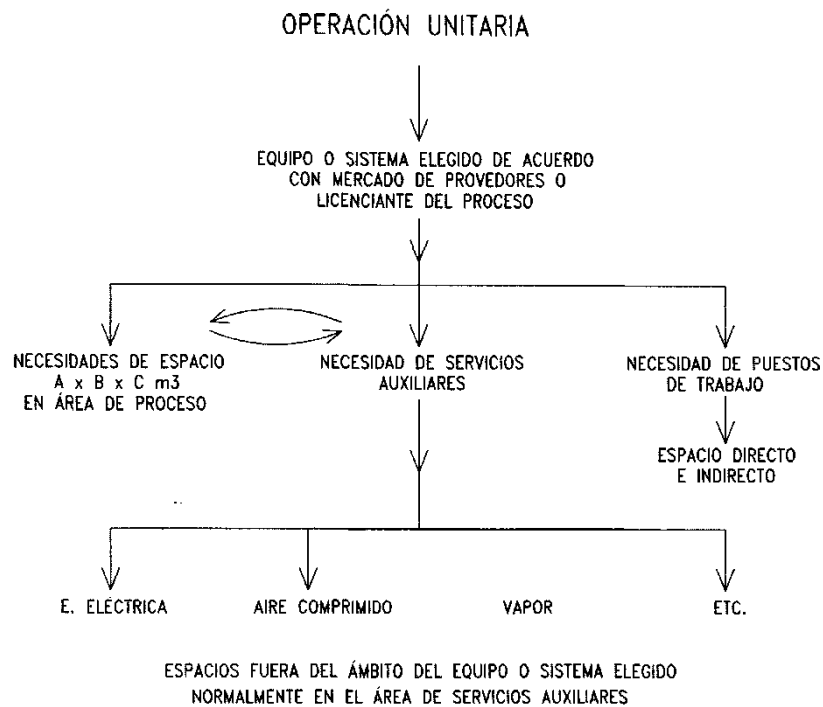 OPERACIÓN UNITARIA
EQUIPO O SISTEMA ELEGIDO DE ACUERDO
CON MERCADO DE PROVEDORES O
LICENCIANTE DEL PROCESO
NECESIDADES DE ESPACIO
A x B x C m3
EN ÁREA DE PROCESO
NECESIDAD DE SERVICIOS
AUXILIARES
NECESIDAD DE PUESTOS
DE TRABAJO
ESPACIO DIRECTO
E INDIRECTO
E. ELÉCTRICA
AIRE COMPRIMIDO
VAPOR
ETC.
ESPACIOS FUERA DEL ÁMBITO DEL EQUIPO O SISTEMA ELEGIDO
NORMALMENTE EN EL ÁREA DE SERVICIOS AUXILIARES